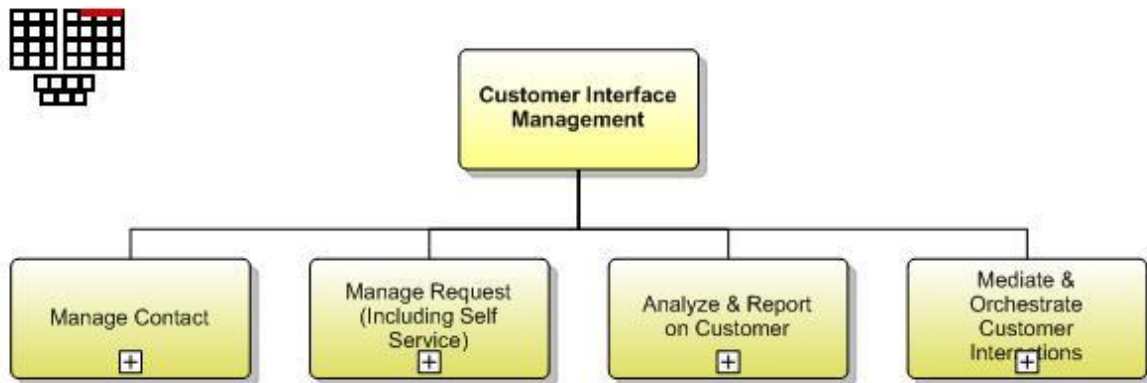 Customer Interface
Management
Manage Contact
Manage Request
(Including Self
Service)
Analyze & Report
on Customer
Mediate &
Orchestrate
Customer
Interactions